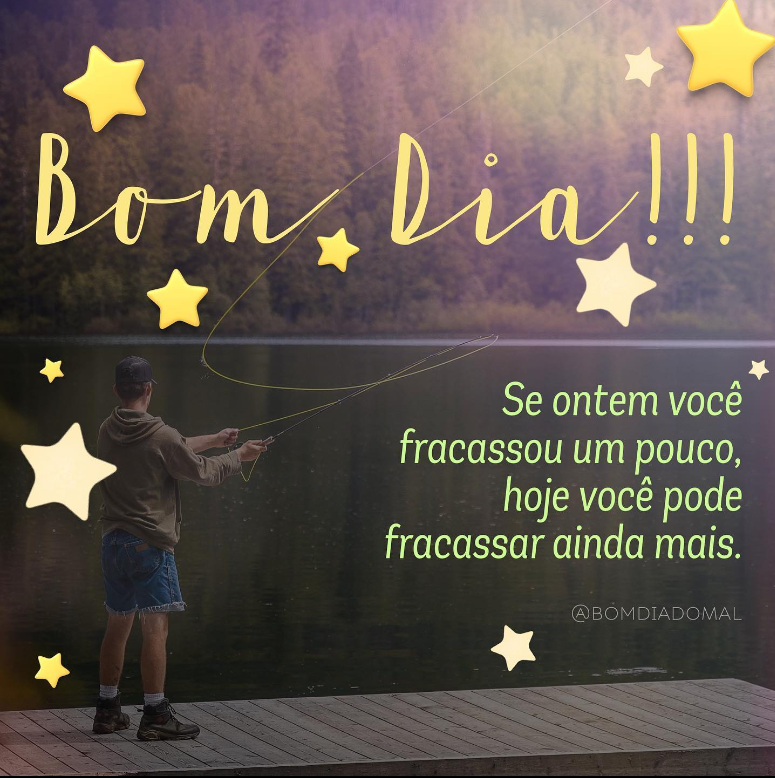 Bom Dia!!!
Se ontem você
fracassou um pouco,
hoje você pode
fracassar ainda mais.
@BOMDIADOMAL